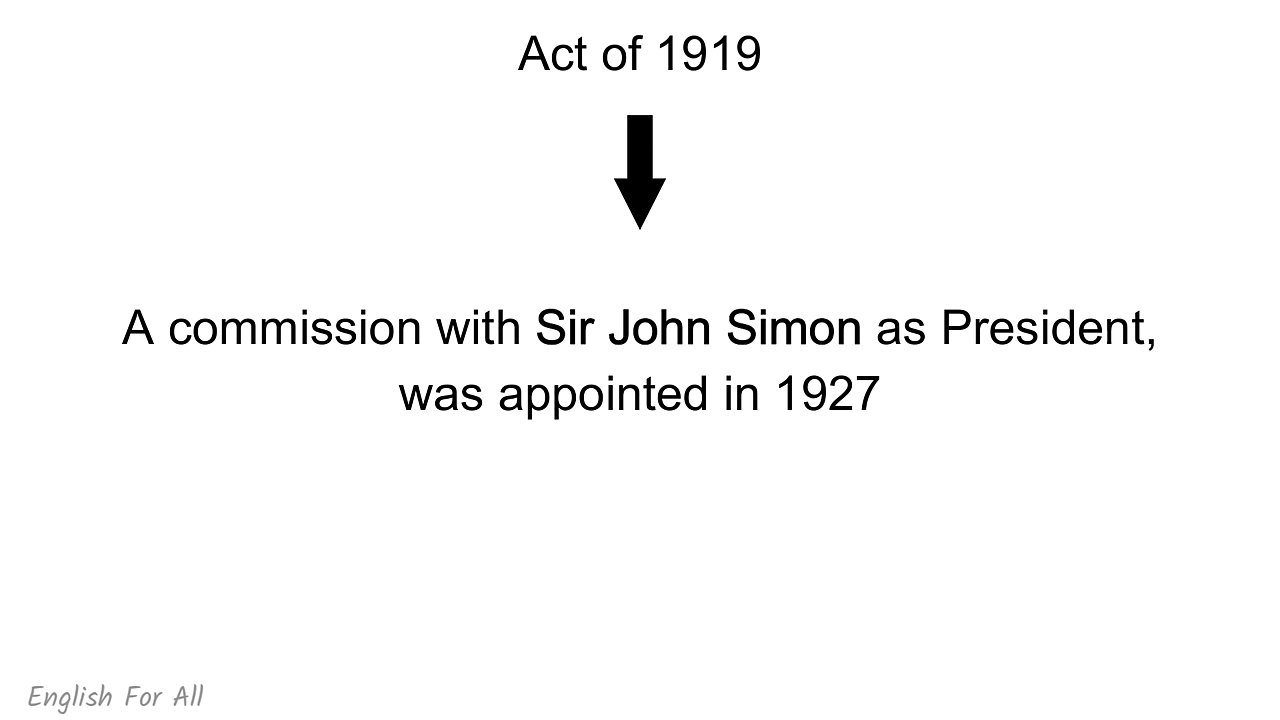 Act of 1919
A commission with Sir John Simon as President,
was appointed in 1927
English For All